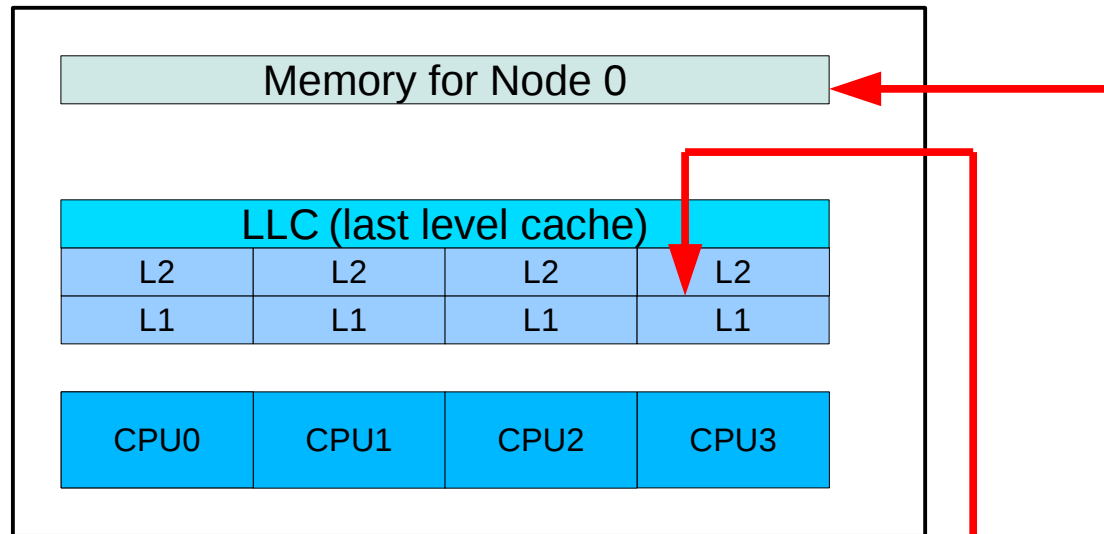 Memory for Node 0
LLC (last level cache)
L2 L2 L2 L2
L1 L1 L1 L1
CPU0 CPU1 CPU2 CPU3